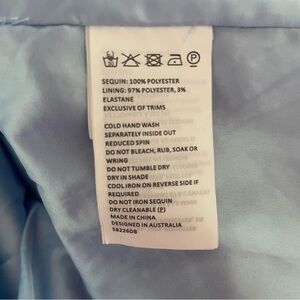 SEQUIN: 100% POLYESTER
LINING: 97% POLYESTER, 3%
ELASTANE
EXCLUSIVE OF TRIMS
COLD HAND WASH
SEPARATELY INSIDE OUT
REDUCED SPIN
DO NOT BLEACH, RUB, SOAK OR
WRING
DO NOT TUMBLE DRY
DRY IN SHADE
COOL IRON ON REVERSE SIDE IF
REQUIRED
DO NOT IRON SEQUIN
DRY CLEANABLE (P)
MADE IN CHINA
DESIGNED IN AUSTRALIA
SB226DB